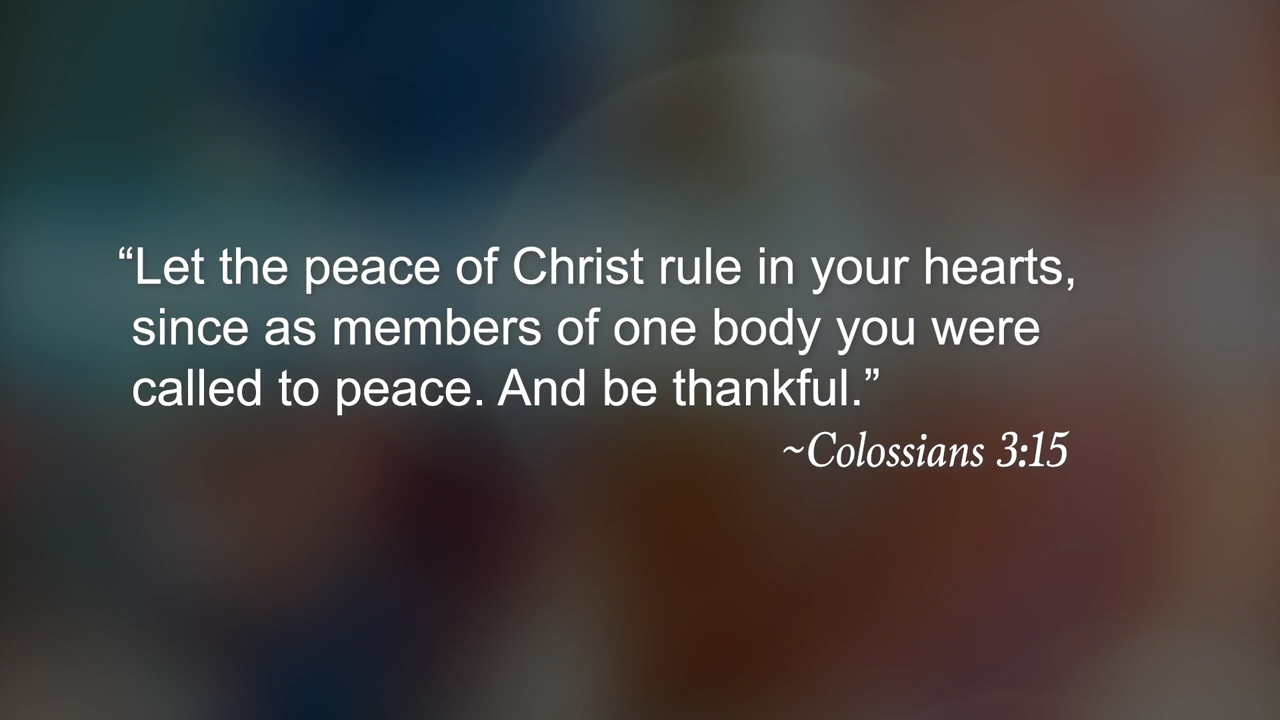 “Let the peace of Christ rule in your hearts,
since as members of one body you were
called to peace. And be thankful.”
~Colossians 3:15